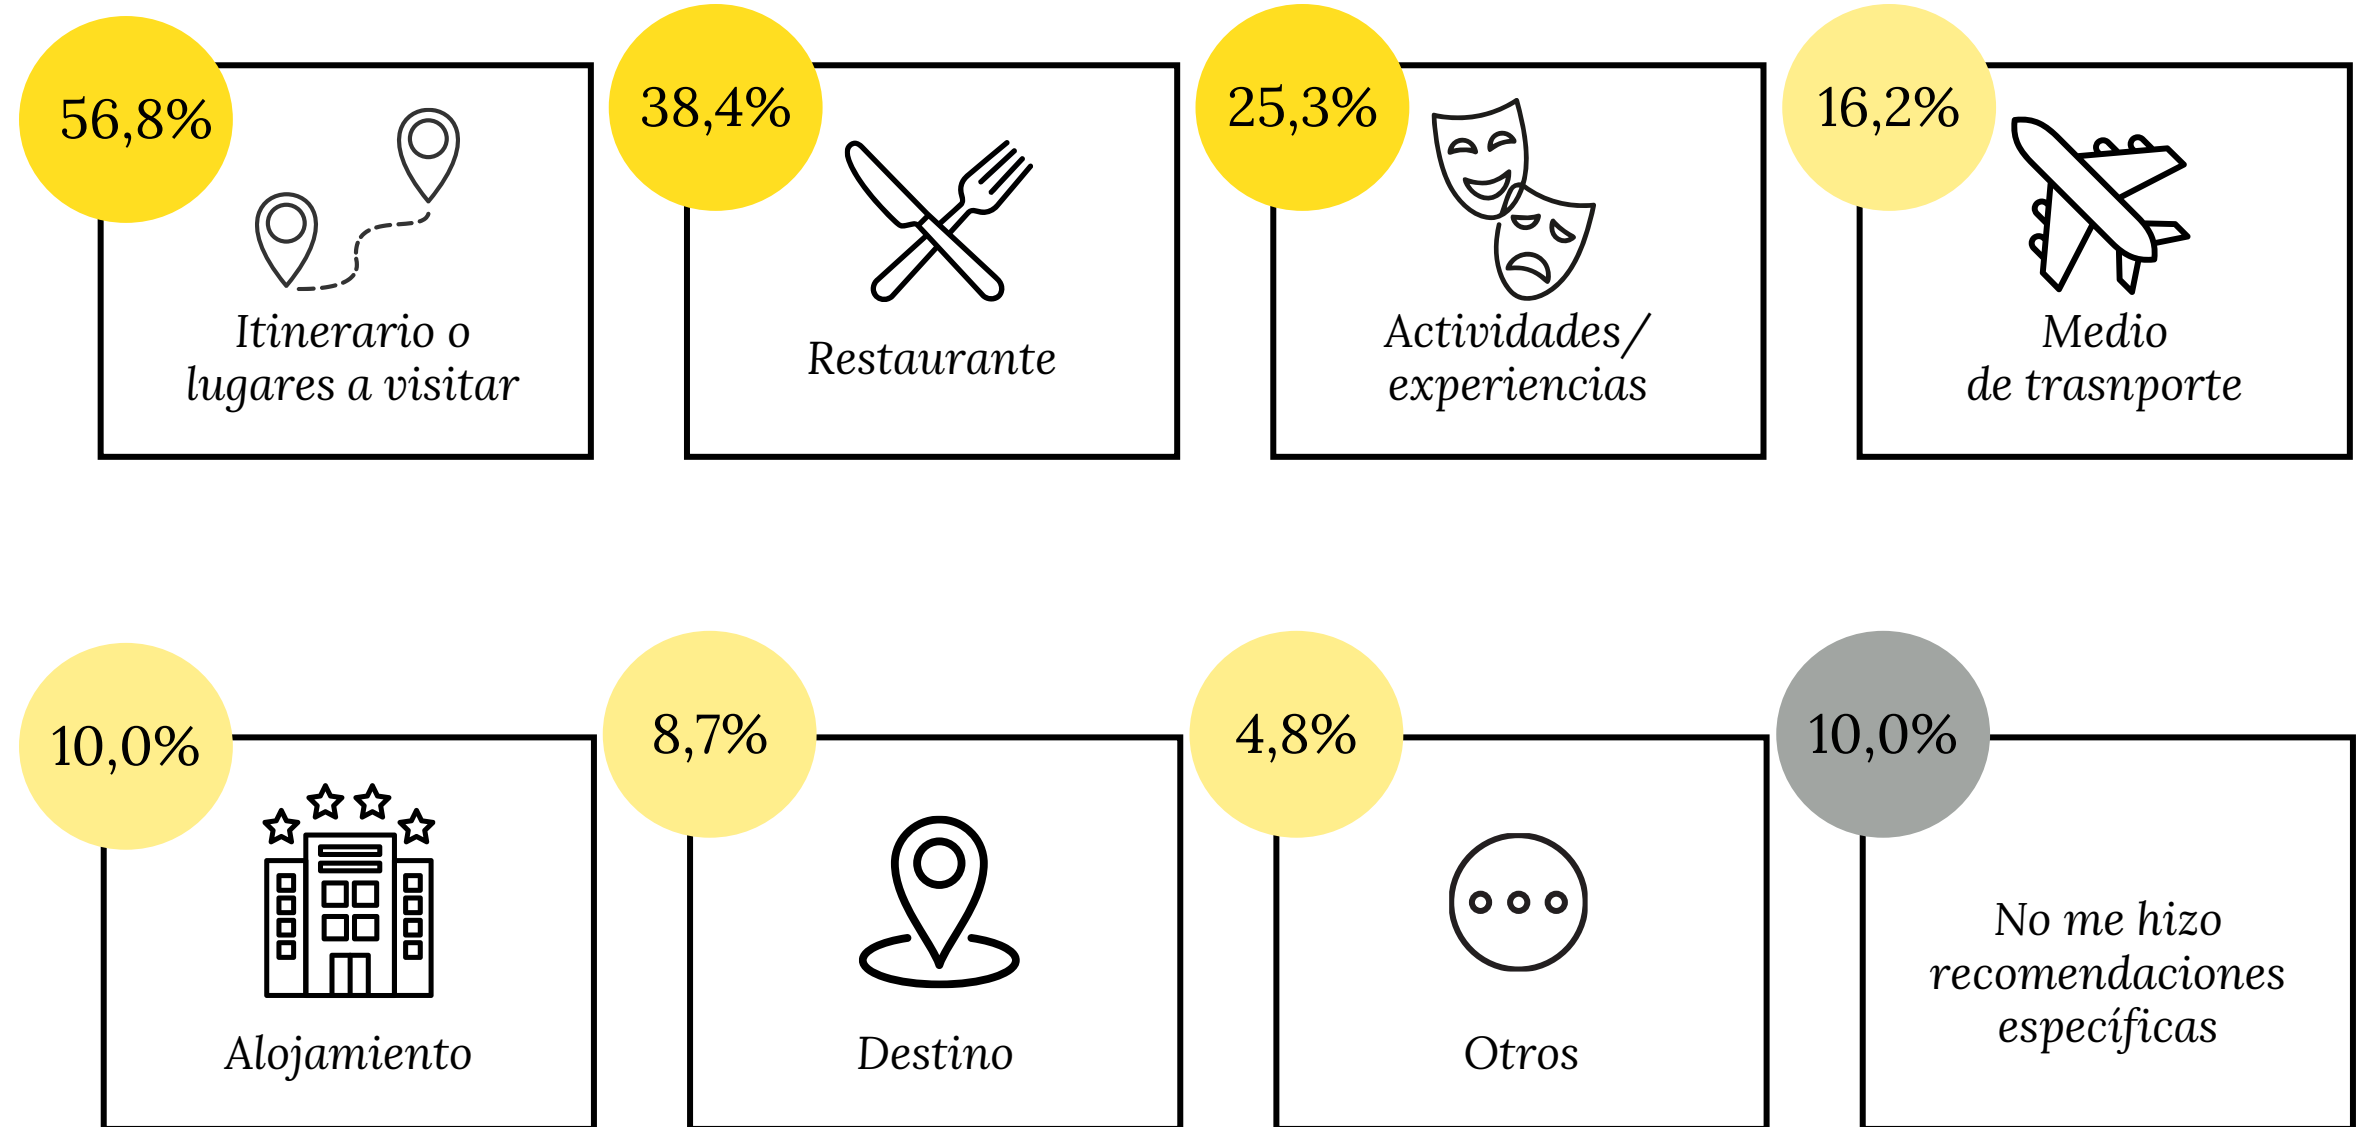 56,8%
Itinerario o
lugares a visitar
38,4%
Restaurante
25,3%
Actividades/
experiencias
16,2%
Medio
de trasnporte
10,0%
Alojamiento
8,7%
Destino
4,8%
Otros
10,0%
No me hizo
recomendaciones
específicas